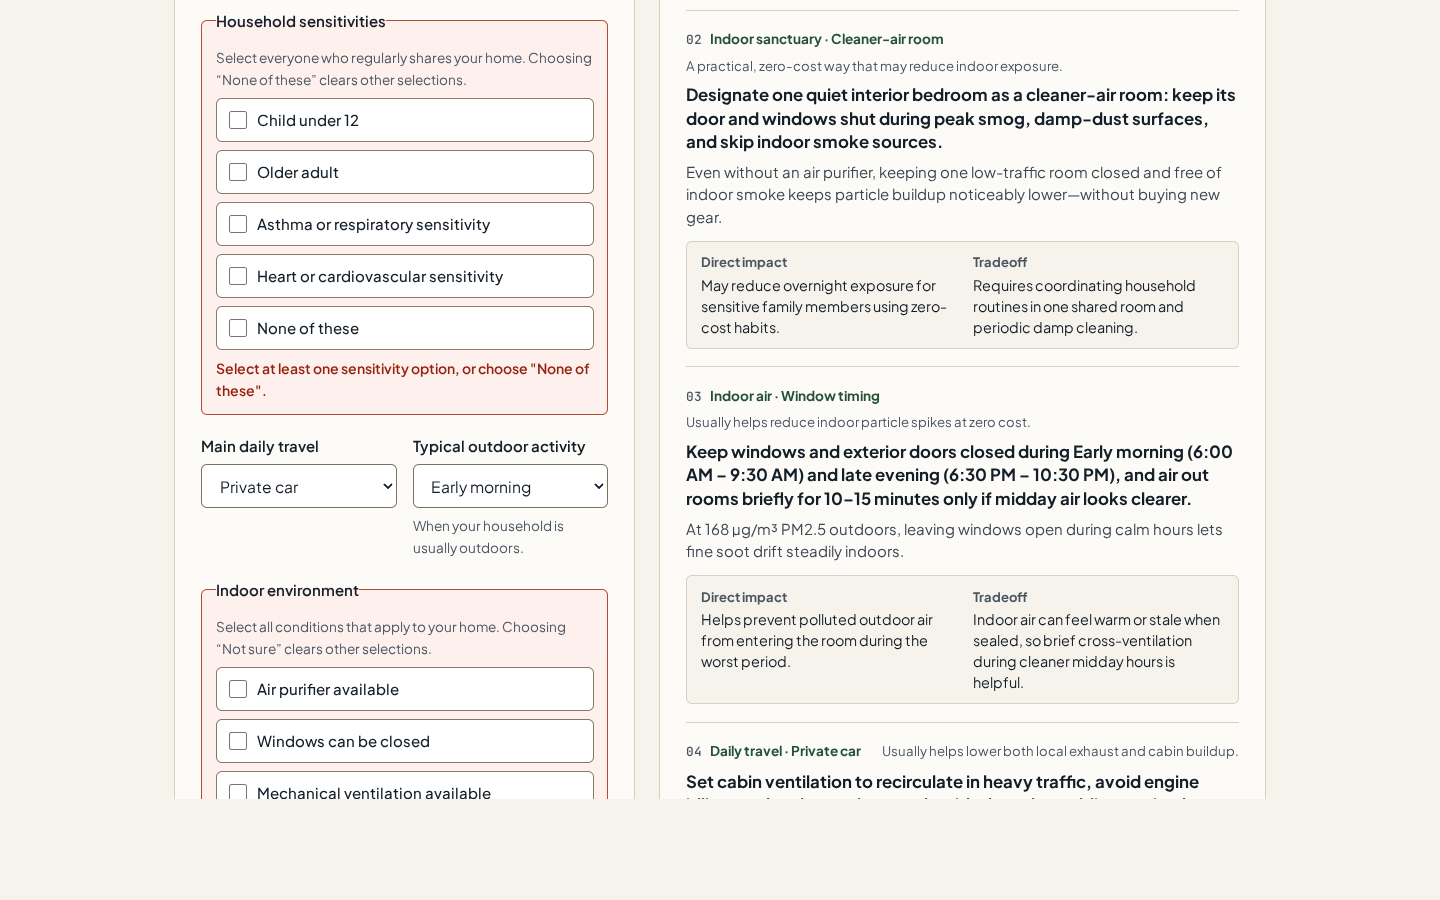 Household sensitivities
Select everyone who regularly shares your home. Choosing
“None of these” clears other selections.
Child under 12
Older adult
Asthma or respiratory sensitivity
Heart or cardiovascular sensitivity
None of these
Select at least one sensitivity option, or choose "None of
these".
Main daily travel
Private car
Typical outdoor activity
Early morning
When your household is
usually outdoors.
Indoor environment
Select all conditions that apply to your home. Choosing
“Not sure” clears other selections.
Air purifier available
Windows can be closed
Mechanical ventilation available
02 Indoor sanctuary · Cleaner-air room
A practical, zero-cost way that may reduce indoor exposure.
Designate one quiet interior bedroom as a cleaner-air room: keep its
door and windows shut during peak smog, damp-dust surfaces,
and skip indoor smoke sources.
Even without an air purifier, keeping one low-traffic room closed and free of
indoor smoke keeps particle buildup noticeably lower—without buying new
gear.
Direct impact
May reduce overnight exposure for
sensitive family members using zero-
cost habits.
Tradeoff
Requires coordinating household
routines in one shared room and
periodic damp cleaning.
03 Indoor air · Window timing
Usually helps reduce indoor particle spikes at zero cost.
Keep windows and exterior doors closed during Early morning (6:00
AM – 9:30 AM) and late evening (6:30 PM – 10:30 PM), and air out
rooms briefly for 10–15 minutes only if midday air looks clearer.
At 168 µg/m³ PM2.5 outdoors, leaving windows open during calm hours lets
fine soot drift steadily indoors.
Direct impact
Helps prevent polluted outdoor air
from entering the room during the
worst period.
Tradeoff
Indoor air can feel warm or stale when
sealed, so brief cross-ventilation
during cleaner midday hours is
helpful.
04 Daily travel · Private car
Usually helps lower both local exhaust and cabin buildup.
Set cabin ventilation to recirculate in heavy traffic, avoid engine